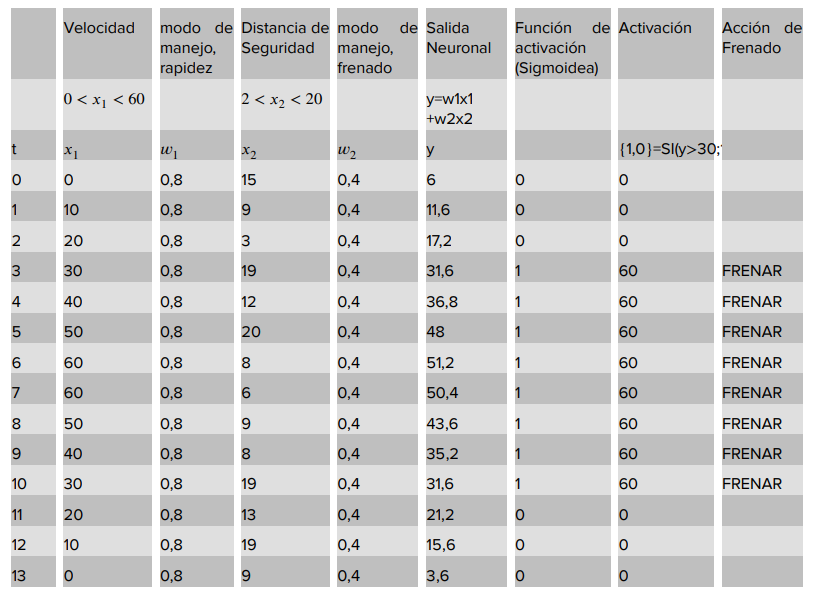 Velocidad modo de manejo, rapidez Distancia de Seguridad modo de manejo, frenado Salida Neuronal Función de activación (Sigmoidea) Activación Acción de Frenado
0 < x₁ < 60 2 < x₂ < 20 y=w1x1 +w2x2
t x₁ w₁ x₂ w₂ y {1,0}=SI(y>30;
0 0 0,8 15 0,4 6 0 0
1 10 0,8 9 0,4 11,6 0 0
2 20 0,8 3 0,4 17,2 0 0
3 30 0,8 19 0,4 31,6 1 60 FRENAR
4 40 0,8 12 0,4 36,8 1 60 FRENAR
5 50 0,8 20 0,4 48 1 60 FRENAR
6 60 0,8 8 0,4 51,2 1 60 FRENAR
7 60 0,8 6 0,4 50,4 1 60 FRENAR
8 50 0,8 9 0,4 43,6 1 60 FRENAR
9 40 0,8 8 0,4 35,2 1 60 FRENAR
10 30 0,8 19 0,4 31,6 1 60 FRENAR
11 20 0,8 13 0,4 21,2 0 0
12 10 0,8 19 0,4 15,6 0 0
13 0 0,8 9 0,4 3,6 0 0